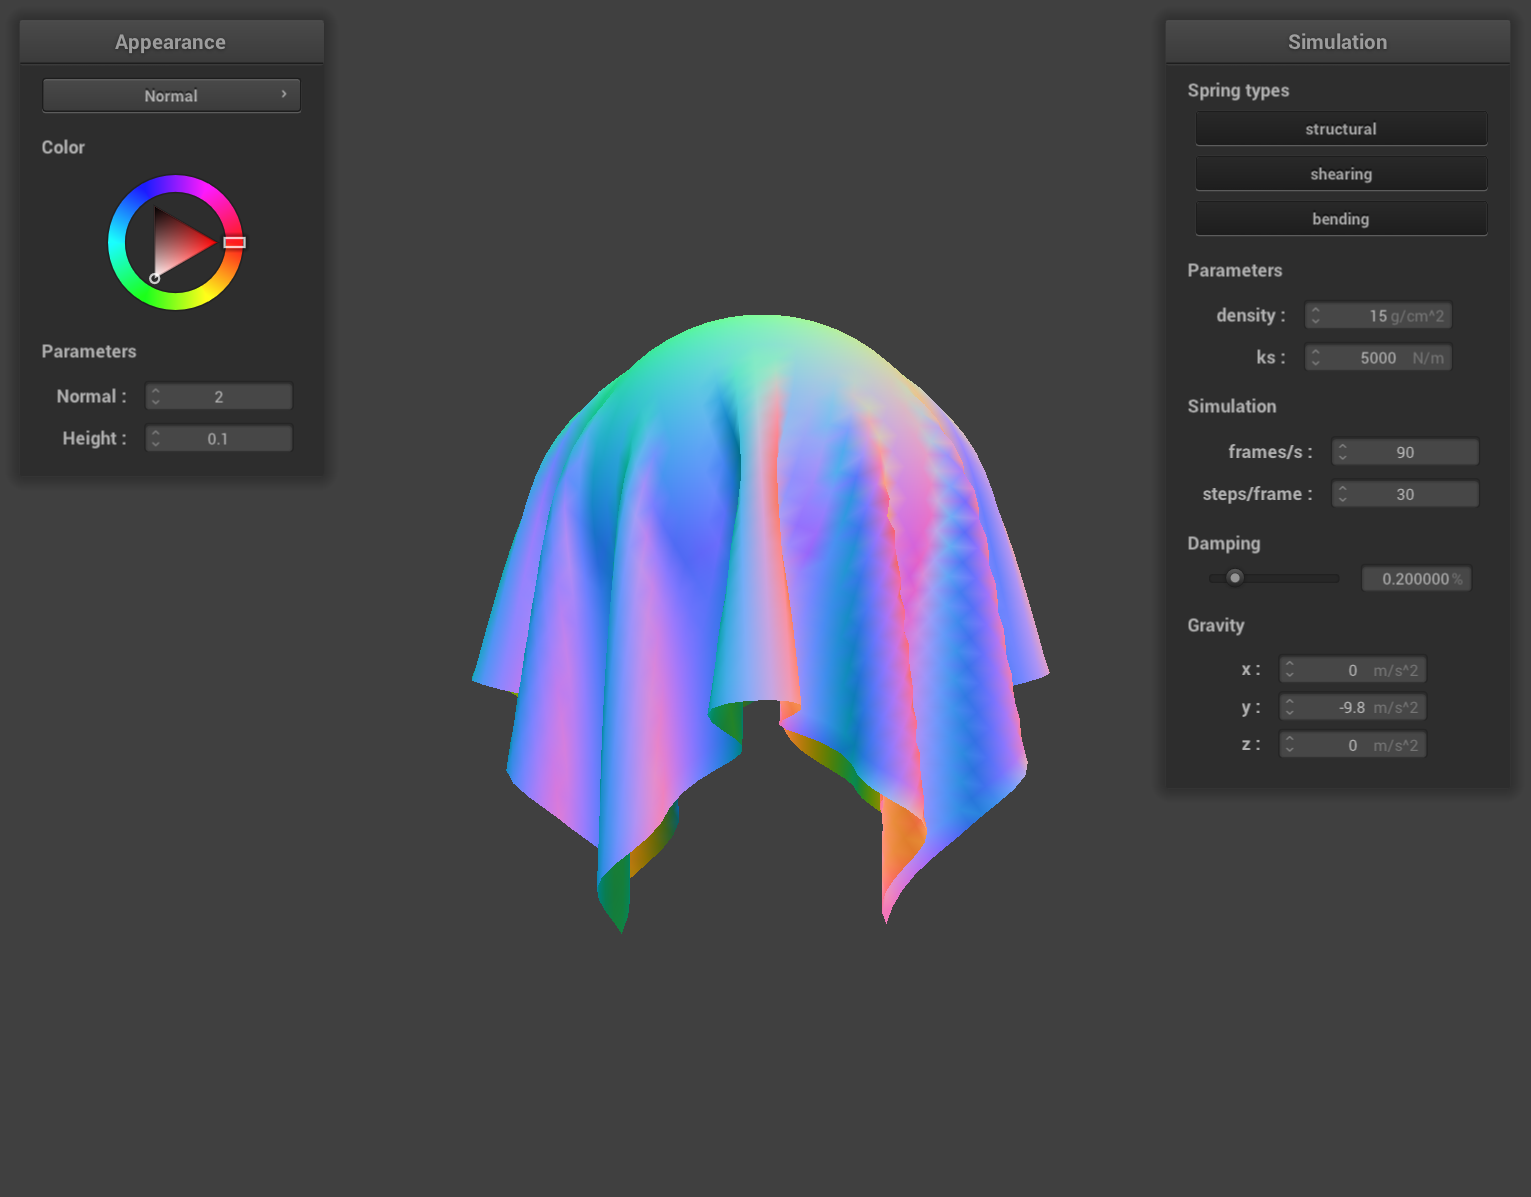 Appearance
Normal
Color
Parameters
Normal : 2
Height : 0.1
Simulation
Spring types
structural
shearing
bending
Parameters
density : 15 g/cm^2
ks : 5000 N/m
Simulation
frames/s : 90
steps/frame : 30
Damping
0.200000 %
Gravity
x : 0 m/s^2
y : -9.8 m/s^2
z : 0 m/s^2